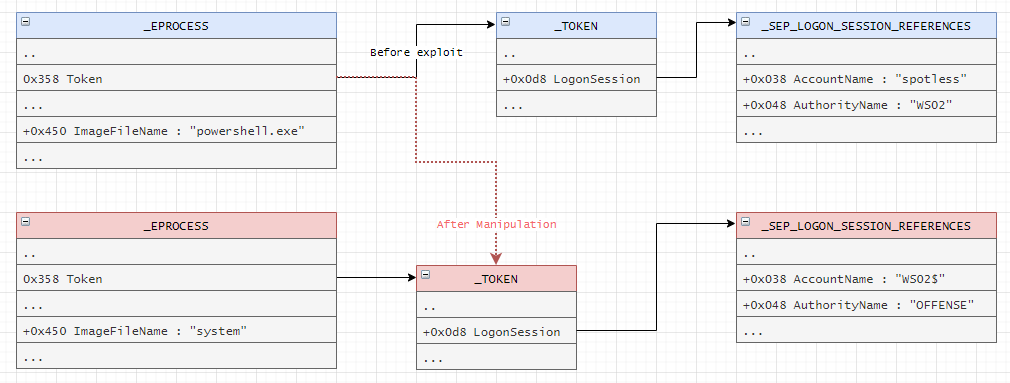 _EPROCESS
..
0x358 Token
...
+0x450 ImageFileName : "powershell.exe"
...
Before exploit
_TOKEN
..
+0x0d8 LogonSession
...
_SEP_LOGON_SESSION_REFERENCES
..
+0x038 AccountName : "spotless"
+0x048 AuthorityName : "WS02"
...
After Manipulation
_EPROCESS
..
0x358 Token
...
+0x450 ImageFileName : "system"
...
_TOKEN
..
+0x0d8 LogonSession
...
_SEP_LOGON_SESSION_REFERENCES
..
+0x038 AccountName : "WS02$"
+0x048 AuthorityName : "OFFENSE"
...